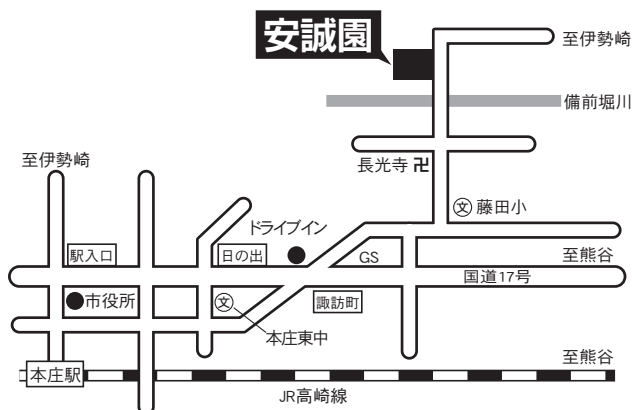 安誠園
至伊勢崎
備前堀川
長光寺 卍
至伊勢崎
文 藤田小
ドライブイン
駅入口
日の出
GS
至熊谷
国道17号
市役所
文
諏訪町
本庄東中
本庄駅
至熊谷
JR高崎線